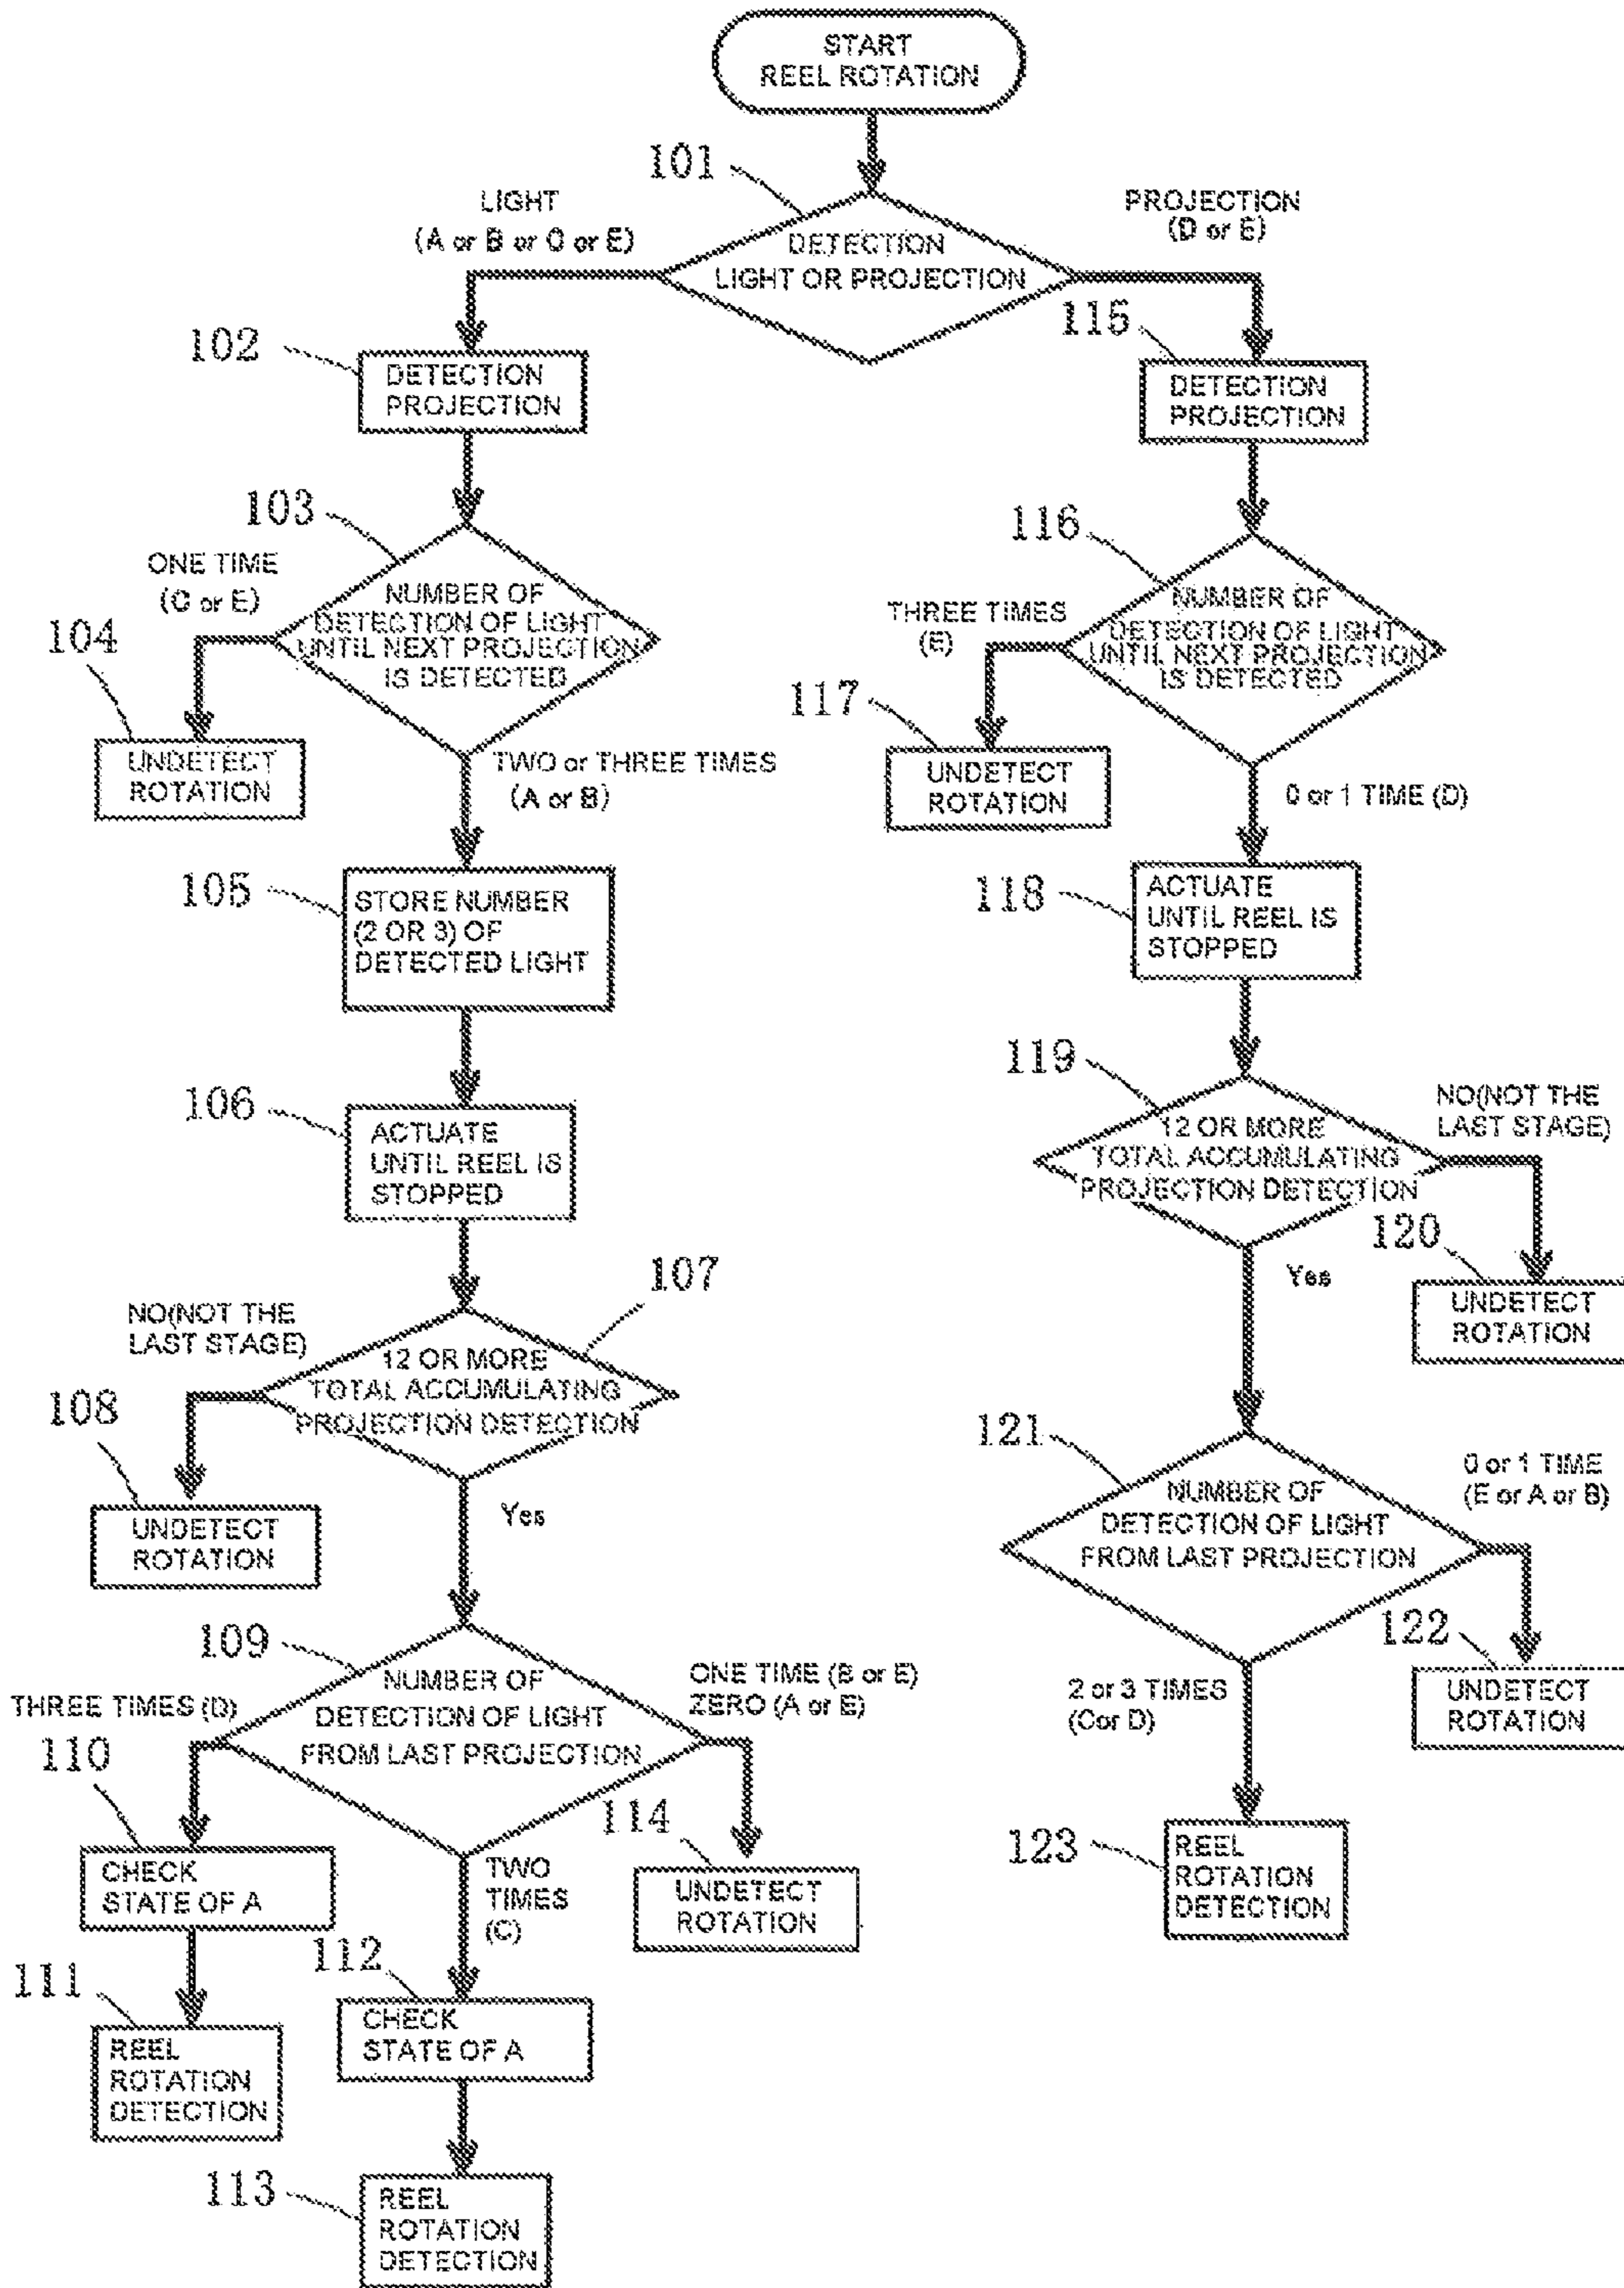 START
REEL ROTATION
101
LIGHT
(A or B or C or E)
DETECTION
LIGHT OR PROJECTION
PROJECTION
(D or E)
102
DETECTION
PROJECTION
103
ONE TIME
(C or E)
NUMBER OF
DETECTION OF LIGHT
UNTIL NEXT PROJECTION
IS DETECTED
104
UNDETECT
ROTATION
TWO or THREE TIMES
(A or B)
105
STORE NUMBER
(2 OR 3) OF
DETECTED LIGHT
106
ACTUATE
UNTIL REEL IS
STOPPED
107
NO(NOT THE
LAST STAGE)
12 OR MORE
TOTAL ACCUMULATING
PROJECTION DETECTION
108
UNDETECT
ROTATION
Yes
109
NUMBER OF
DETECTION OF LIGHT
FROM LAST PROJECTION
THREE TIMES (D)
ONE TIME (B or E)
ZERO (A or E)
110
CHECK
STATE OF A
111
REEL
ROTATION
DETECTION
TWO
TIMES
(C)
112
CHECK
STATE OF A
113
REEL
ROTATION
DETECTION
114
UNDETECT
ROTATION
115
DETECTION
PROJECTION
116
NUMBER OF
DETECTION OF LIGHT
UNTIL NEXT PROJECTION
IS DETECTED
THREE TIMES
(E)
117
UNDETECT
ROTATION
0 or 1 TIME (D)
118
ACTUATE
UNTIL REEL IS
STOPPED
119
12 OR MORE
TOTAL ACCUMULATING
PROJECTION DETECTION
NO(NOT THE
LAST STAGE)
120
UNDETECT
ROTATION
Yes
121
NUMBER OF
DETECTION OF LIGHT
FROM LAST PROJECTION
0 or 1 TIME
(E or A or B)
122
UNDETECT
ROTATION
2 or 3 TIMES
(Cor D)
123
REEL
ROTATION
DETECTION